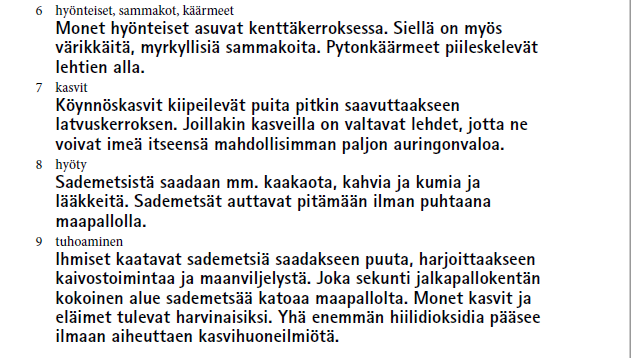 6 hyönteiset, sammakot, käärmeet
Monet hyönteiset asuvat kenttäkerroksessa. Siellä on myös
värikkäitä, myrkyllisiä sammakoita. Pytonkäärmeet piileskelevät
lehtien alla.
7 kasvit
Köynnöskasvit kiipeilevät puita pitkin saavuttaakseen
latvuskerroksen. Joillakin kasveilla on valtavat lehdet, jotta ne
voivat imeä itseensä mahdollisimman paljon auringonvaloa.
8 hyöty
Sademetsistä saadaan mm. kaakaota, kahvia ja kumia ja
lääkkeitä. Sademetsät auttavat pitämään ilman puhtaana
maapallolla.
9 tuhoaminen
Ihmiset kaatavat sademetsiä saadakseen puuta, harjoittaakseen
kaivostoimintaa ja maanviljelystä. Joka sekunti jalkapallokentän
kokoinen alue sademetsää katoaa maapallolta. Monet kasvit ja
eläimet tulevat harvinaisiksi. Yhä enemmän hiilidioksidia pääsee
ilmaan aiheuttaen kasvihuoneilmiötä.